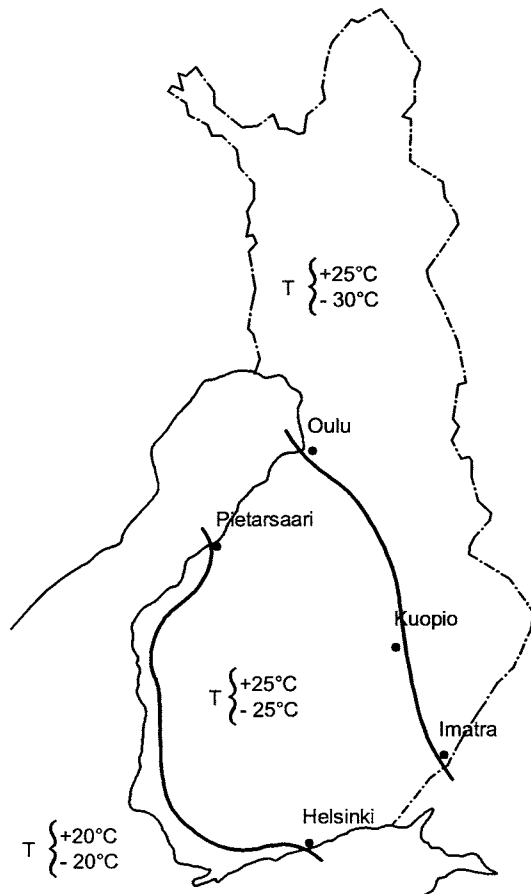 T { +25°C
- 30°C
Oulu
Pietarsaari
Kuopio
T { +25°C
- 25°C
Imatra
Helsinki
T { +20°C
- 20°C